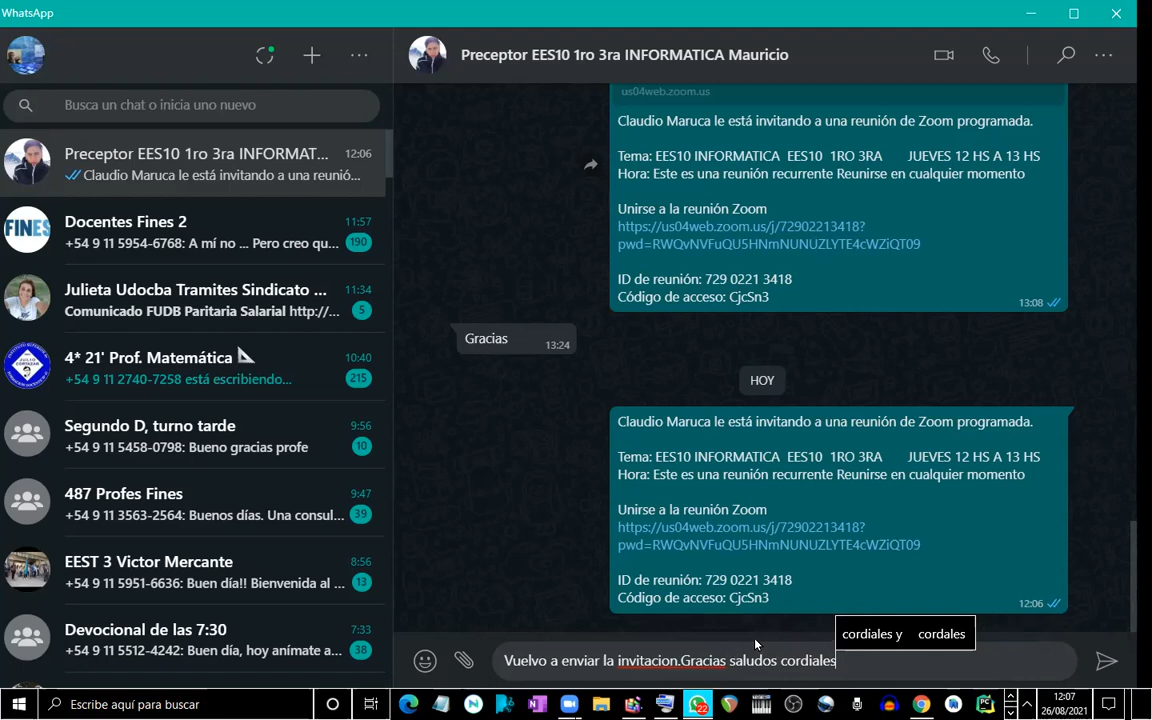 WhatsApp
Preceptor EES10 1ro 3ra INFORMATICA Mauricio
Busca un chat o inicia uno nuevo
Preceptor EES10 1ro 3ra INFORMAT... 12:06
Claudio Maruca le está invitando a una reunió...
Docentes Fines 2 11:57
+54 9 11 5954-6768: A mí no ... Pero creo qu... 190
FINES
Julieta Udocba Tramites Sindicato ... 11:34
Comunicado FUDB Paritaria Salarial http://... 5
4* 21' Prof. Matemática 10:40
+54 9 11 2740-7258 está escribiendo... 215
Segundo D, turno tarde 9:56
+54 9 11 5458-0798: Bueno gracias profe 10
487 Profes Fines 9:47
+54 9 11 3563-2564: Buenos días. Una consul... 39
EEST 3 Victor Mercante 8:56
+54 9 11 5951-6636: Buen día!! Bienvenida al ... 13
Devocional de las 7:30 7:33
+54 9 11 5512-4242: Buen día, hoy anímate a... 38
us04web.zoom.us
Claudio Maruca le está invitando a una reunión de Zoom programada.
Tema: EES10 INFORMATICA EES10 1RO 3RA JUEVES 12 HS A 13 HS
Hora: Este es una reunión recurrente Reunirse en cualquier momento
Unirse a la reunión Zoom
https://us04web.zoom.us/j/72902213418?
pwd=RWQvNVFuQU5HNmNUNUZLYTE4cWZiQT09
ID de reunión: 729 0221 3418
Código de acceso: CjcSn3
13:08
Gracias 13:24
HOY
Claudio Maruca le está invitando a una reunión de Zoom programada.
Tema: EES10 INFORMATICA EES10 1RO 3RA JUEVES 12 HS A 13 HS
Hora: Este es una reunión recurrente Reunirse en cualquier momento
Unirse a la reunión Zoom
https://us04web.zoom.us/j/72902213418?
pwd=RWQvNVFuQU5HNmNUNUZLYTE4cWZiQT09
ID de reunión: 729 0221 3418
Código de acceso: CjcSn3
12:06
cordiales y cordales
Vuelvo a enviar la invitacion.Gracias saludos cordiales
Escribe aquí para buscar
22
12:07
26/08/2021